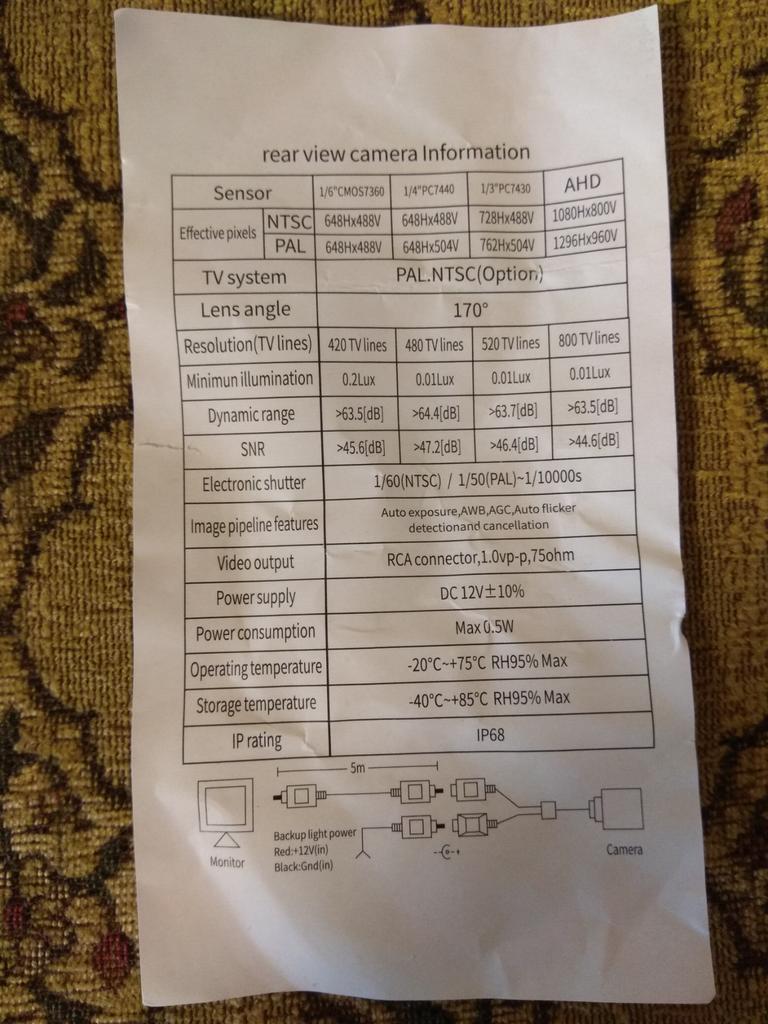 rear view camera Information
Sensor 1/6"CMOS7360 1/4"PC7440 1/3"PC7430 AHD
Effective pixels NTSC 648Hx488V 648Hx488V 728Hx488V 1080Hx800V
PAL 648Hx488V 648Hx504V 762Hx504V 1296Hx960V
TV system PAL.NTSC(Option)
Lens angle 170°
Resolution(TV lines) 420 TV lines 480 TV lines 520 TV lines 800 TV lines
Minimun illumination 0.2Lux 0.01Lux 0.01Lux 0.01Lux
Dynamic range >63.5[dB] >64.4[dB] >63.7[dB] >63.5[dB]
SNR >45.6[dB] >47.2[dB] >46.4[dB] >44.6[dB]
Electronic shutter 1/60(NTSC) / 1/50(PAL)~1/10000s
Image pipeline features Auto exposure,AWB,AGC,Auto flicker
detectionand cancellation
Video output RCA connector,1.0vp-p,75ohm
Power supply DC 12V±10%
Power consumption Max 0.5W
Operating temperature -20°C~+75°C RH95% Max
Storage temperature -40°C~+85°C RH95% Max
IP rating IP68
5m
Backup light power
Red:+12V(in)
Black:Gnd(in)
Monitor
- +
Camera